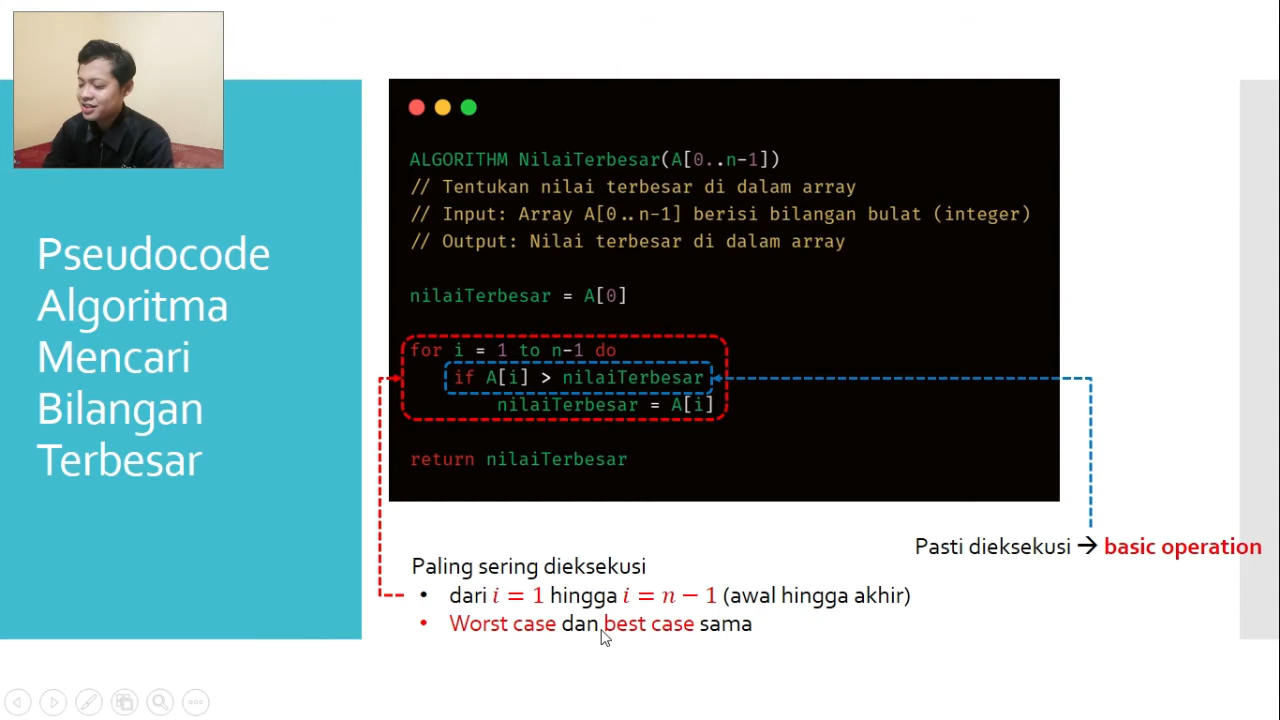 Pseudocode
Algoritma
Mencari
Bilangan
Terbesar
ALGORITHM NilaiTerbesar(A[0..n-1])
// Tentukan nilai terbesar di dalam array
// Input: Array A[0..n-1] berisi bilangan bulat (integer)
// Output: Nilai terbesar di dalam array
nilaiTerbesar = A[0]
for i = 1 to n-1 do
if A[i] > nilaiTerbesar
nilaiTerbesar = A[i]
return nilaiTerbesar
Pasti dieksekusi → basic operation
Paling sering dieksekusi
• dari i = 1 hingga i = n − 1 (awal hingga akhir)
• Worst case dan best case sama